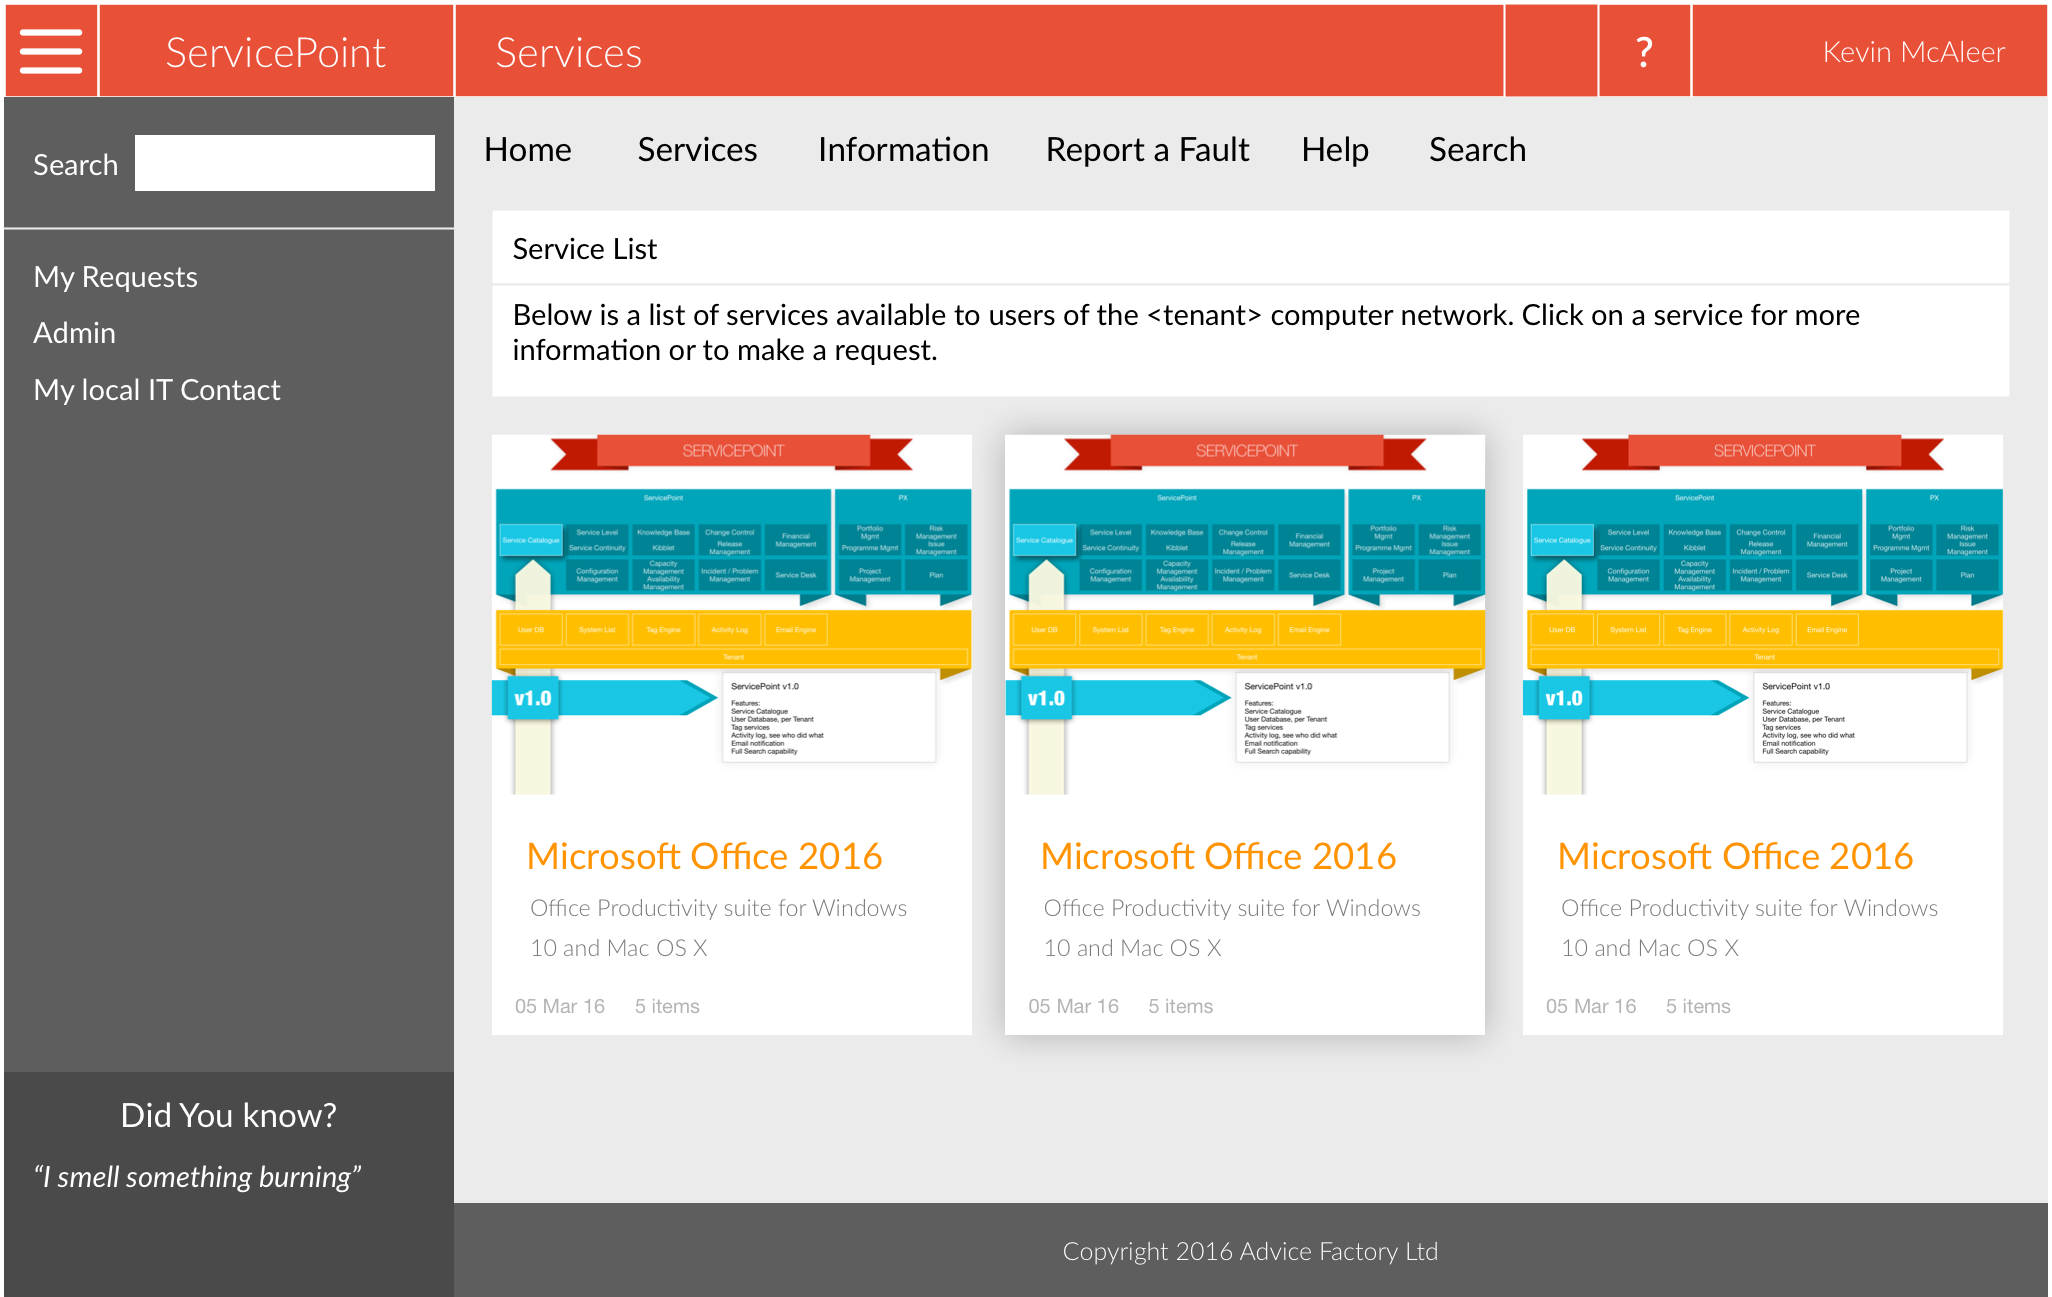 ServicePoint
Services
?
Kevin McAleer
Search
My Requests
Admin
My local IT Contact
Did You know?
“I smell something burning”
Home Services Information Report a Fault Help Search
Service List
Below is a list of services available to users of the <tenant> computer network. Click on a service for more
information or to make a request.
SERVICEPOINT
ServicePoint
PX
Service Catalogue
Service Level
Service Continuity
Knowledge Base
Kibblet
Change Control
Release
Management
Financial
Management
Configuration
Management
Capacity
Management
Availability
Management
Incident / Problem
Management
Service Desk
Portfolio
Mgmt
Programme Mgmt
Risk
Management
Issue
Management
Project
Management
Plan
User DB
System List
Tag Engine
Activity Log
Email Engine
Tenant
v1.0
ServicePoint v1.0
Features:
Service Catalogue
User Database, per Tenant
Tag services
Activity log, see who did what
Email notification
Full Search capability
Microsoft Office 2016
Office Productivity suite for Windows
10 and Mac OS X
05 Mar 16 5 items
SERVICEPOINT
ServicePoint
PX
Service Catalogue
Service Level
Service Continuity
Knowledge Base
Kibblet
Change Control
Release
Management
Financial
Management
Configuration
Management
Capacity
Management
Availability
Management
Incident / Problem
Management
Service Desk
Portfolio
Mgmt
Programme Mgmt
Risk
Management
Issue
Management
Project
Management
Plan
User DB
System List
Tag Engine
Activity Log
Email Engine
Tenant
v1.0
ServicePoint v1.0
Features:
Service Catalogue
User Database, per Tenant
Tag services
Activity log, see who did what
Email notification
Full Search capability
Microsoft Office 2016
Office Productivity suite for Windows
10 and Mac OS X
05 Mar 16 5 items
SERVICEPOINT
ServicePoint
PX
Service Catalogue
Service Level
Service Continuity
Knowledge Base
Kibblet
Change Control
Release
Management
Financial
Management
Configuration
Management
Capacity
Management
Availability
Management
Incident / Problem
Management
Service Desk
Portfolio
Mgmt
Programme Mgmt
Risk
Management
Issue
Management
Project
Management
Plan
User DB
System List
Tag Engine
Activity Log
Email Engine
Tenant
v1.0
ServicePoint v1.0
Features:
Service Catalogue
User Database, per Tenant
Tag services
Activity log, see who did what
Email notification
Full Search capability
Microsoft Office 2016
Office Productivity suite for Windows
10 and Mac OS X
05 Mar 16 5 items
Copyright 2016 Advice Factory Ltd